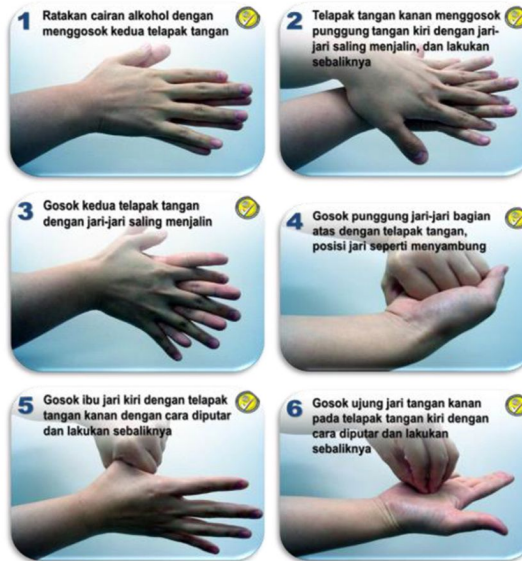 1
Ratakan cairan alkohol dengan
menggosok kedua telapak tangan
2
Telapak tangan kanan menggosok
punggung tangan kiri dengan jari-
jari saling menjalin, dan lakukan
sebaliknya
3
Gosok kedua telapak tangan
dengan jari-jari saling menjalin
4
Gosok punggung jari-jari bagian
atas dengan telapak tangan,
posisi jari seperti menyambung
5
Gosok ibu jari kiri dengan telapak
tangan kanan dengan cara diputar
dan lakukan sebaliknya
6
Gosok ujung jari tangan kanan
pada telapak tangan kiri dengan
cara diputar dan lakukan
sebaliknya